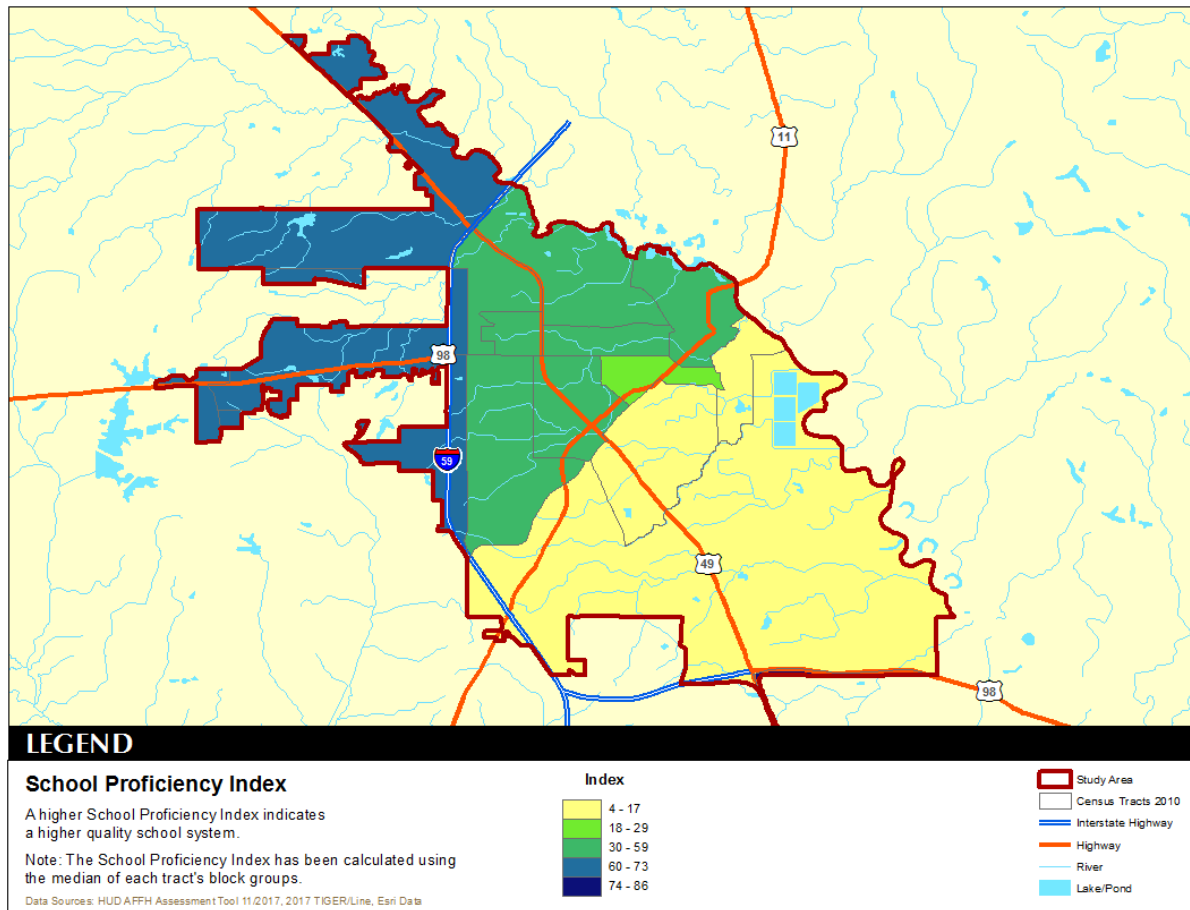 11
98
59
49
98
LEGEND
School Proficiency Index
A higher School Proficiency Index indicates
a higher quality school system.
Note: The School Proficiency Index has been calculated using
the median of each tract's block groups.
Data Sources: HUD AFFH Assessment Tool 11/2017, 2017 TIGER/Line, Esri Data
Index
4 - 17
18 - 29
30 - 59
60 - 73
74 - 86
Study Area
Census Tracts 2010
Interstate Highway
Highway
River
Lake/Pond